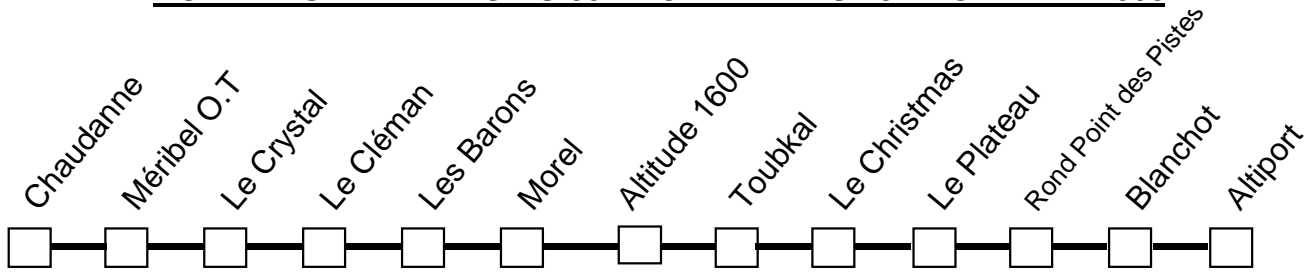 Chaudanne
Méribel O.T
Le Crystal
Le Cléman
Les Barons
Morel
Altitude 1600
Toubkal
Le Christmas
Le Plateau
Rond Point des Pistes
Blanchot
Altiport